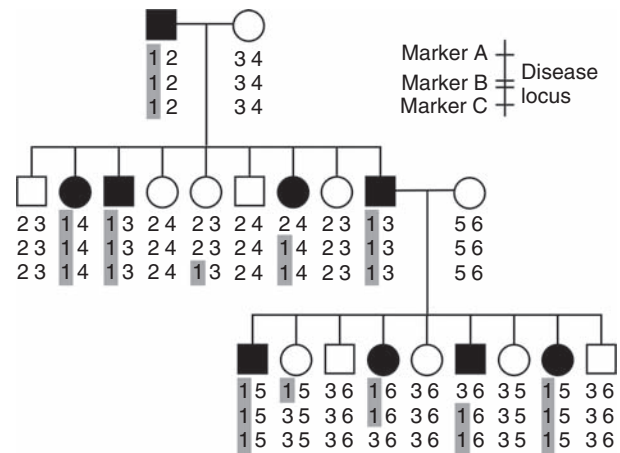 1 2 3 4
1 2 3 4
1 2 3 4
Marker A
Marker B
Marker C
Disease
locus
2 3 1 4 1 3 2 4 2 3 2 4 2 4 2 3 1 3 5 6
2 3 1 4 1 3 2 4 2 3 2 4 1 4 2 3 1 3 5 6
2 3 1 4 1 3 2 4 1 3 2 4 1 4 2 3 1 3 5 6
1 5 1 5 3 6 1 6 3 6 3 6 3 5 1 5 3 6
1 5 3 5 3 6 1 6 3 6 1 6 3 5 1 5 3 6
1 5 3 5 3 6 3 6 3 6 1 6 3 5 1 5 3 6